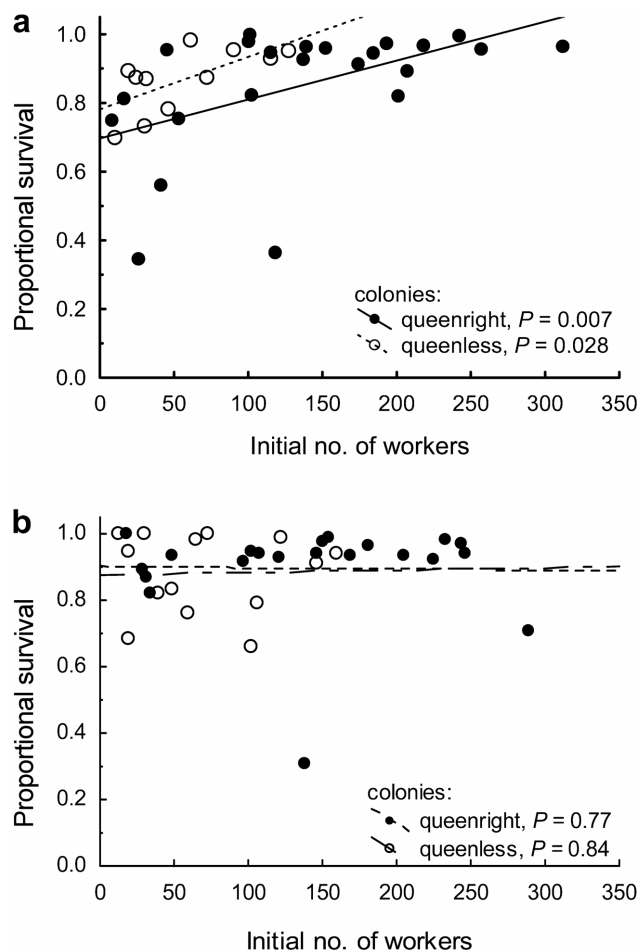 a
1.0
0.8
0.6
0.4
0.2
0.0
Proportional survival
colonies:
queenright, P = 0.007
queenless, P = 0.028
0 50 100 150 200 250 300 350
Initial no. of workers
b
1.0
0.8
0.6
0.4
0.2
0.0
Proportional survival
colonies:
queenright, P = 0.77
queenless, P = 0.84
0 50 100 150 200 250 300 350
Initial no. of workers